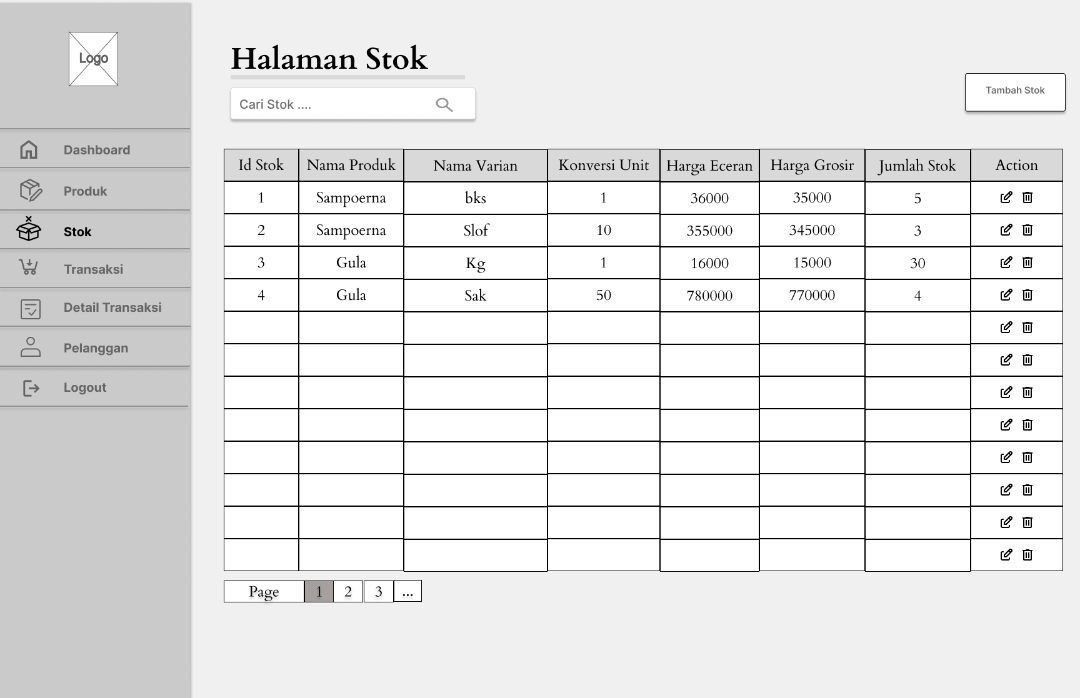 Logo
Dashboard
Produk
Stok
Transaksi
Detail Transaksi
Pelanggan
Logout
Halaman Stok
Cari Stok ....
Tambah Stok
Id Stok Nama Produk Nama Varian Konversi Unit Harga Eceran Harga Grosir Jumlah Stok Action
1 Sampoerna bks 1 36000 35000 5
2 Sampoerna Slof 10 355000 345000 3
3 Gula Kg 1 16000 15000 30
4 Gula Sak 50 780000 770000 4
Page 1 2 3 ...